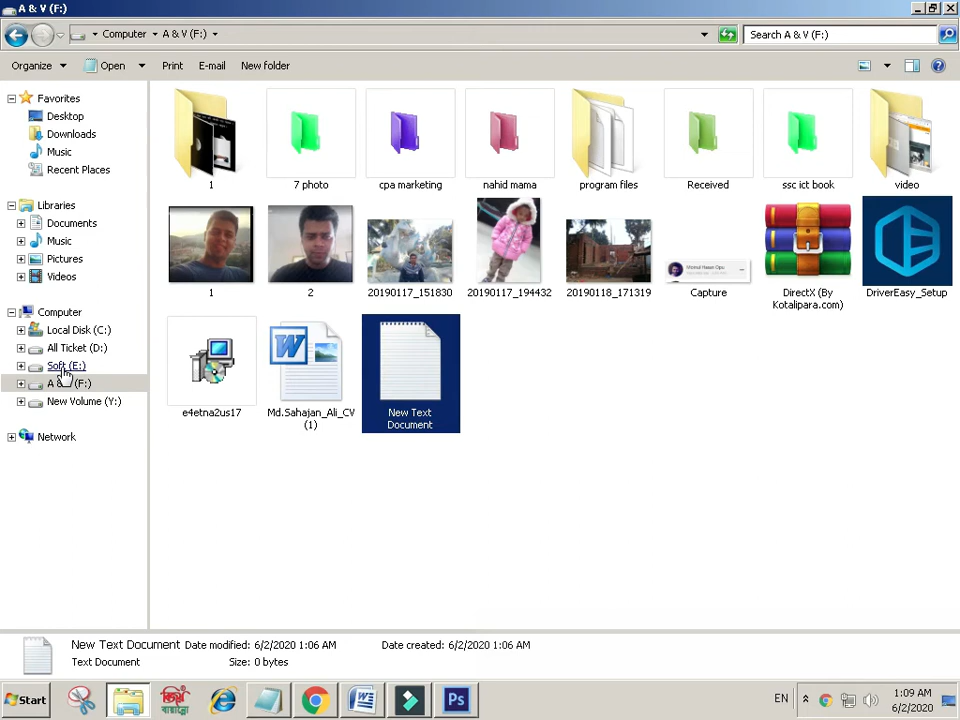 A & V (F:)
Computer A & V (F:)
Search A & V (F:)
Organize Open Print E-mail New folder
Favorites
Desktop
Downloads
Music
Recent Places
Libraries
Documents
Music
Pictures
Videos
Computer
Local Disk (C:)
All Ticket (D:)
Soft (E:)
A & (F:)
New Volume (Y:)
Network
1
7 photo
cpa marketing
nahid mama
program files
Received
ssc ict book
video
1
2
20190117_151830
20190117_194432
20190118_171319
Capture
DirectX (By
Kotalipara.com)
DriverEasy_Setup
e4etna2us17
Md.Sahajan_Ali_CV
(1)
New Text
Document
New Text Document Date modified: 6/2/2020 1:06 AM Date created: 6/2/2020 1:06 AM
Text Document Size: 0 bytes
Start
Ps
EN
1:09 AM
6/2/2020